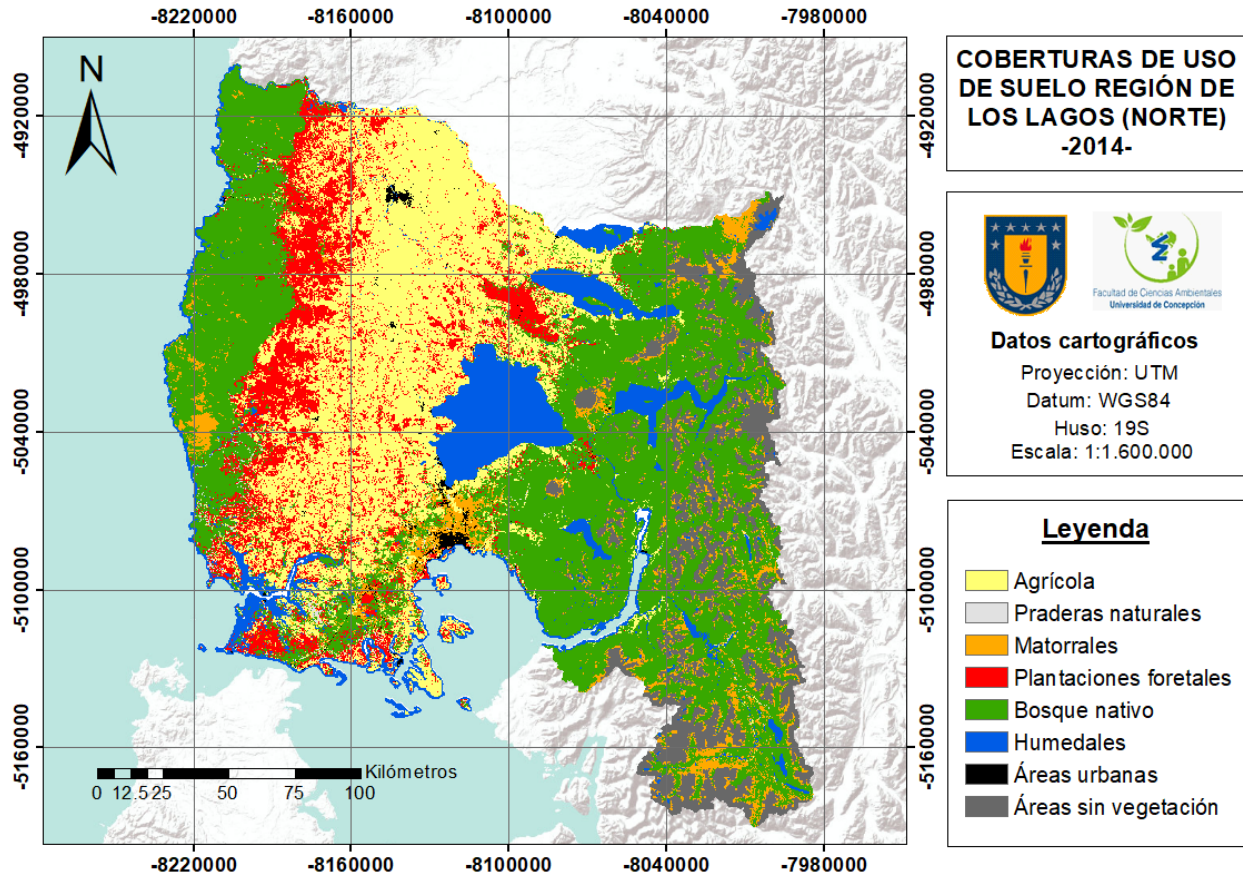 -8220000 -8160000 -8100000 -8040000 -7980000
N
-4920000 -4920000
-4980000 -4980000
-5040000 -5040000
-5100000 -5100000
-5160000 -5160000
Kilómetros
0 12.5 25 50 75 100
-8220000 -8160000 -8100000 -8040000 -7980000
COBERTURAS DE USO
DE SUELO REGIÓN DE
LOS LAGOS (NORTE)
-2014-
Facultad de Ciencias Ambientales
Universidad de Concepción
Datos cartográficos
Proyección: UTM
Datum: WGS84
Huso: 19S
Escala: 1:1.600.000
Leyenda
Agrícola
Praderas naturales
Matorrales
Plantaciones foretales
Bosque nativo
Humedales
Áreas urbanas
Áreas sin vegetación